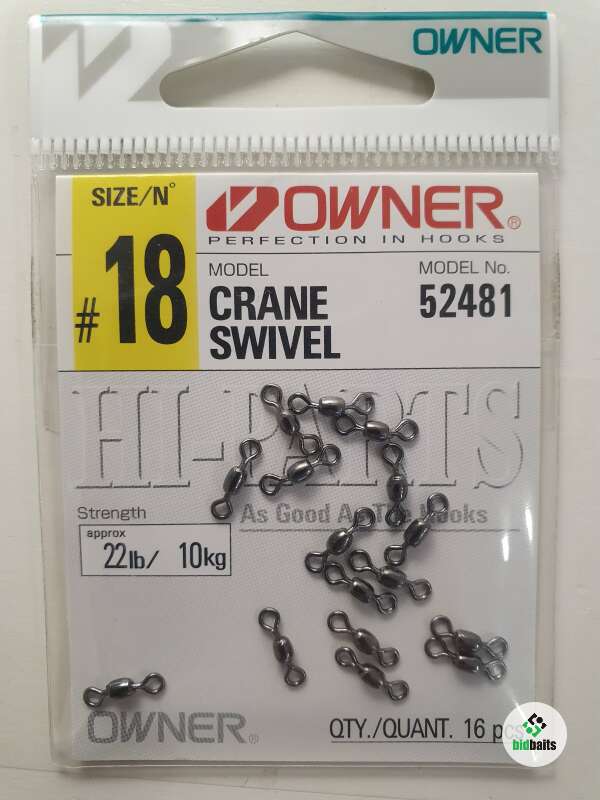 OWNER
SIZE/N°
#18
OWNER®
PERFECTION IN HOOKS
MODEL
MODEL No.
CRANE
SWIVEL
52481
HI-PARTS
As Good As The Hooks
Strength
approx
22lb/ 10kg
OWNER®
QTY./QUANT. 16 pcs
bidbaits